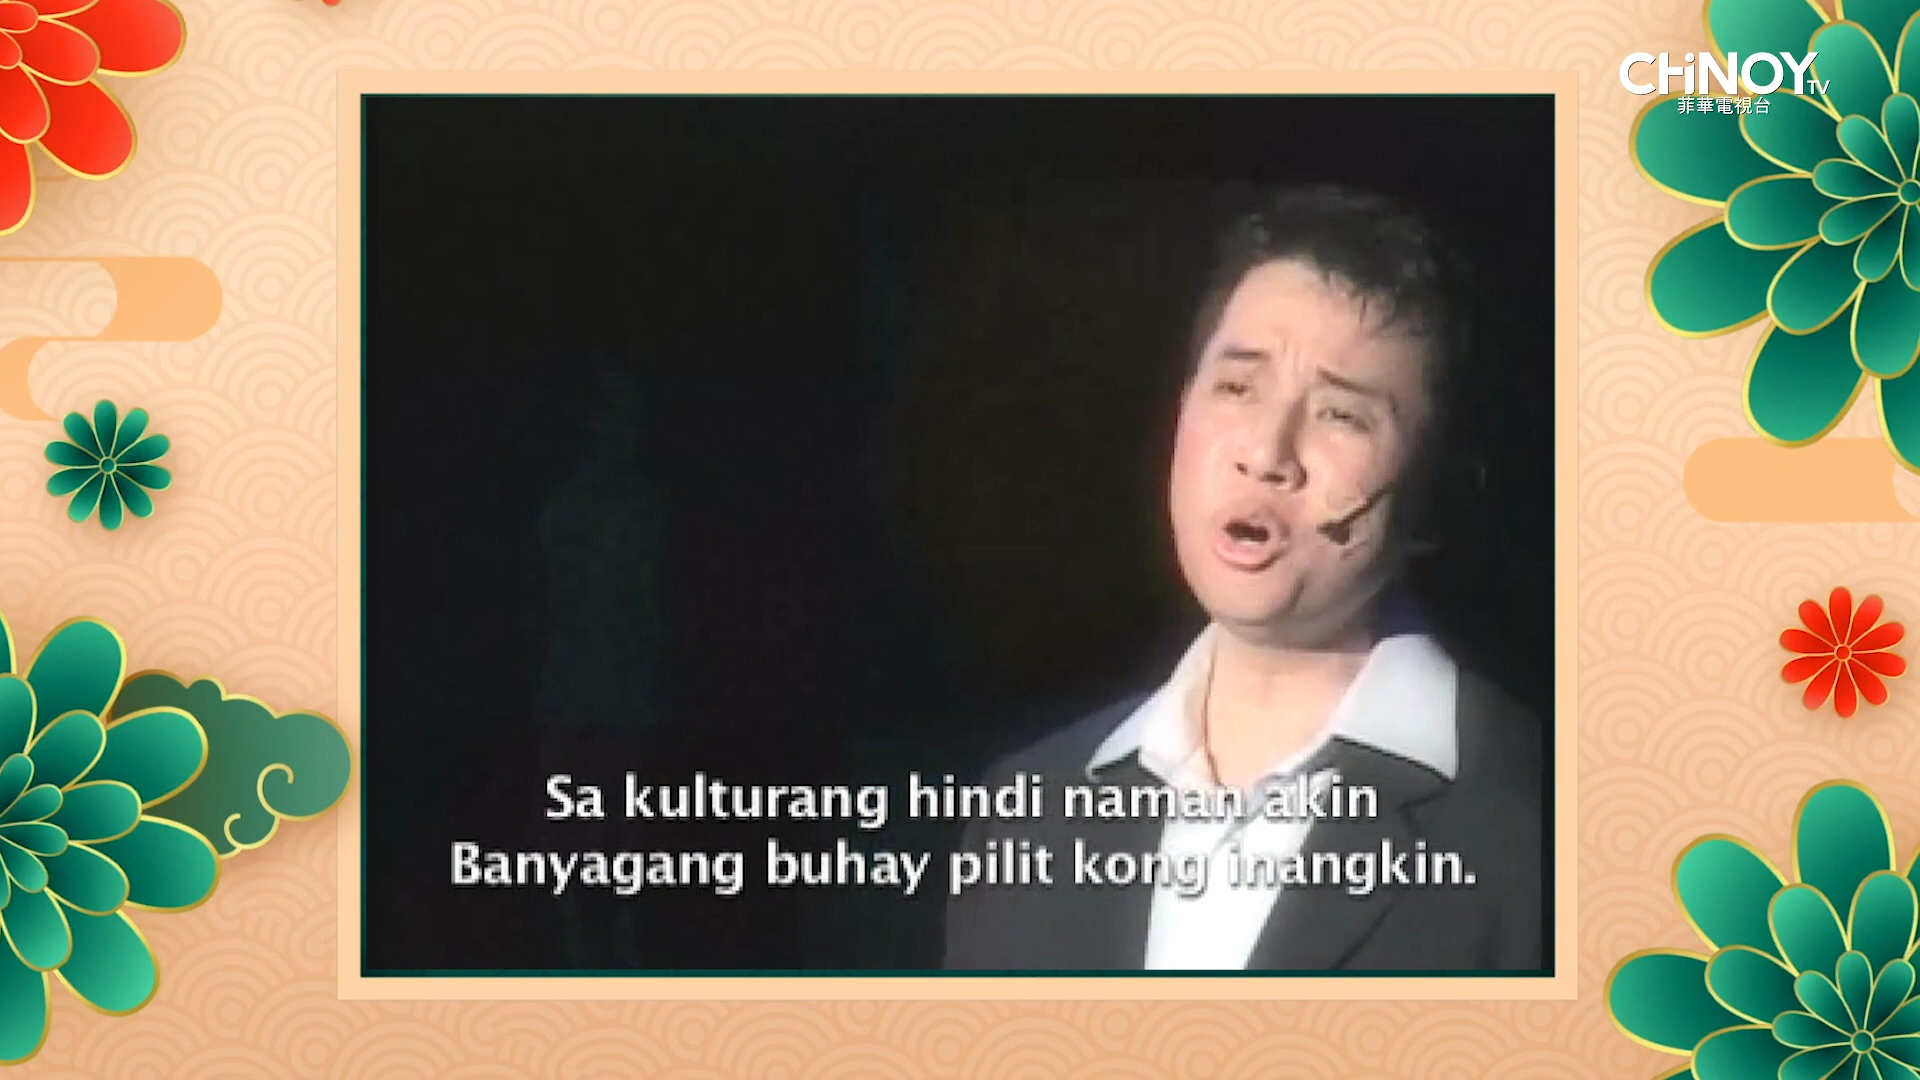 CHiNOY TV
菲華電視台
Sa kulturang hindi naman akin
Banyagang buhay pilit kong inangkin.